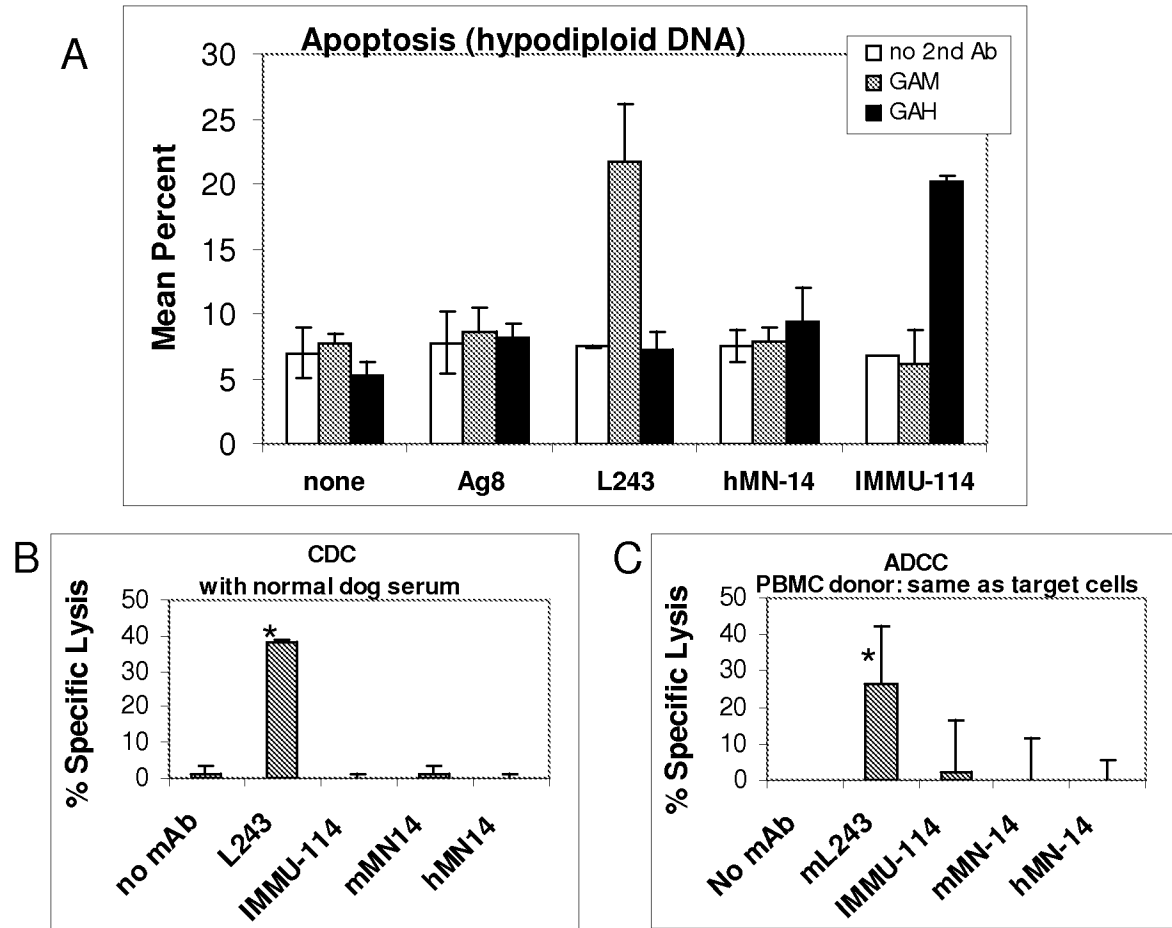 A
Apoptosis (hypodiploid DNA)
no 2nd Ab
GAM
GAH
Mean Percent
30
25
20
15
10
5
0
none Ag8 L243 hMN-14 IMMU-114
B
CDC
with normal dog serum
% Specific Lysis
50
40
30
20
10
0
*
no mAb L243 IMMU-114 mMN14 hMN14
C
ADCC
PBMC donor: same as target cells
% Specific Lysis
50
40
30
20
10
0
*
No mAb mL243 IMMU-114 mMN-14 hMN-14